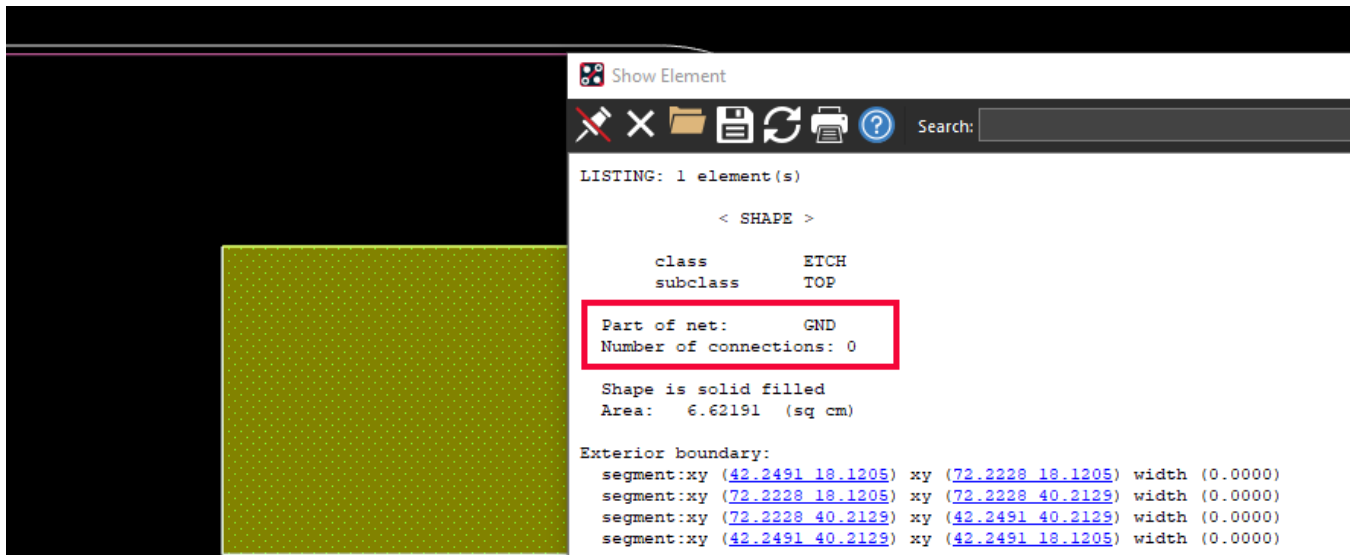 Show Element
Search:
LISTING: 1 element(s)
< SHAPE >
class ETCH
subclass TOP
Part of net: GND
Number of connections: 0
Shape is solid filled
Area: 6.62191 (sq cm)
Exterior boundary:
segment:xy (42.2491 18.1205) xy (72.2228 18.1205) width (0.0000)
segment:xy (72.2228 18.1205) xy (72.2228 40.2129) width (0.0000)
segment:xy (72.2228 40.2129) xy (42.2491 40.2129) width (0.0000)
segment:xy (42.2491 40.2129) xy (42.2491 18.1205) width (0.0000)